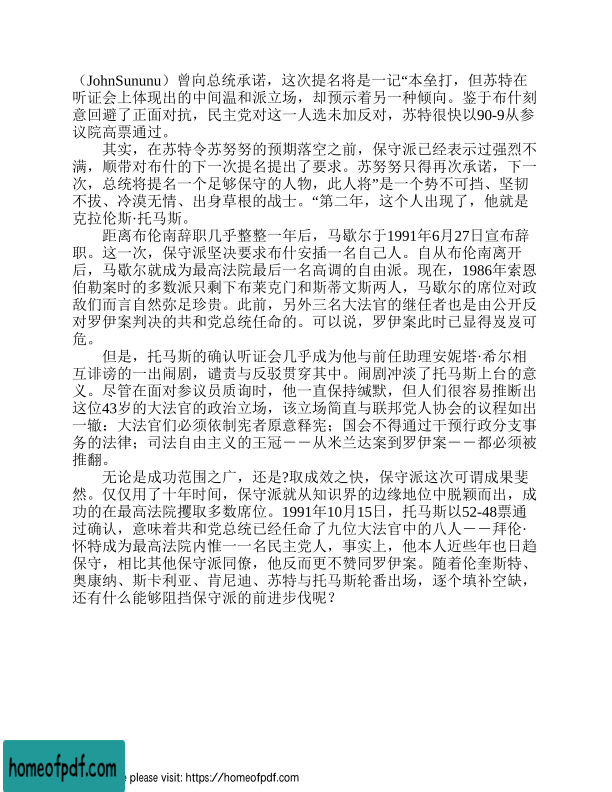 （JohnSununu）曾向总统承诺，这次提名将是一记“本垒打，但苏特在
听证会上体现出的中间温和派立场，却预示着另一种倾向。鉴于布什刻
意回避了正面对抗，民主党对这一人选未加反对，苏特很快以90-9从参
议院高票通过。
其实，在苏特令苏努努的预期落空之前，保守派已经表示过强烈不
满，顺带对布什的下一次提名提出了要求。苏努努只得再次承诺，下一
次，总统将提名一个足够保守的人物，此人将”是一个势不可挡、坚韧
不拔、冷漠无情、出身草根的战士。“第二年，这个人出现了，他就是
克拉伦斯·托马斯。
距离布伦南辞职几乎整整一年后，马歇尔于1991年6月27日宣布辞
职。这一次，保守派坚决要求布什安插一名自己人。自从布伦南离开
后，马歇尔就成为最高法院最后一名高调的自由派。现在，1986年索恩
伯勒案时的多数派只剩下布莱克门和斯蒂文斯两人，马歇尔的席位对政
敌们而言自然弥足珍贵。此前，另外三名大法官的继任者也是由公开反
对罗伊案判决的共和党总统任命的。可以说，罗伊案此时已显得岌岌可
危。
但是，托马斯的确认听证会几乎成为他与前任助理安妮塔·希尔相
互诽谤的一出闹剧，谴责与反驳贯穿其中。闹剧冲淡了托马斯上台的意
义。尽管在面对参议员质询时，他一直保持缄默，但人们很容易推断出
这位43岁的大法官的政治立场，该立场简直与联邦党人协会的议程如出
一辙：大法官们必须依制宪者原意释宪；国会不得通过干预行政分支事
务的法律；司法自由主义的王冠－－从米兰达案到罗伊案－－都必须被
推翻。
无论是成功范围之广，还是?取成效之快，保守派这次可谓成果斐
然。仅仅用了十年时间，保守派就从知识界的边缘地位中脱颖而出，成
功的在最高法院攫取多数席位。1991年10月15日，托马斯以52-48票通
过确认，意味着共和党总统已经任命了九位大法官中的八人－－拜伦·
怀特成为最高法院内惟一一名民主党人，事实上，他本人近些年也日趋
保守，相比其他保守派同僚，他反而更不赞同罗伊案。随着伦奎斯特、
奥康纳、斯卡利亚、肯尼迪、苏特与托马斯轮番出场，逐个填补空缺，
还有什么能够阻挡保守派的前进步伐呢？
homeofpdf.com
please visit: https://homeofpdf.com